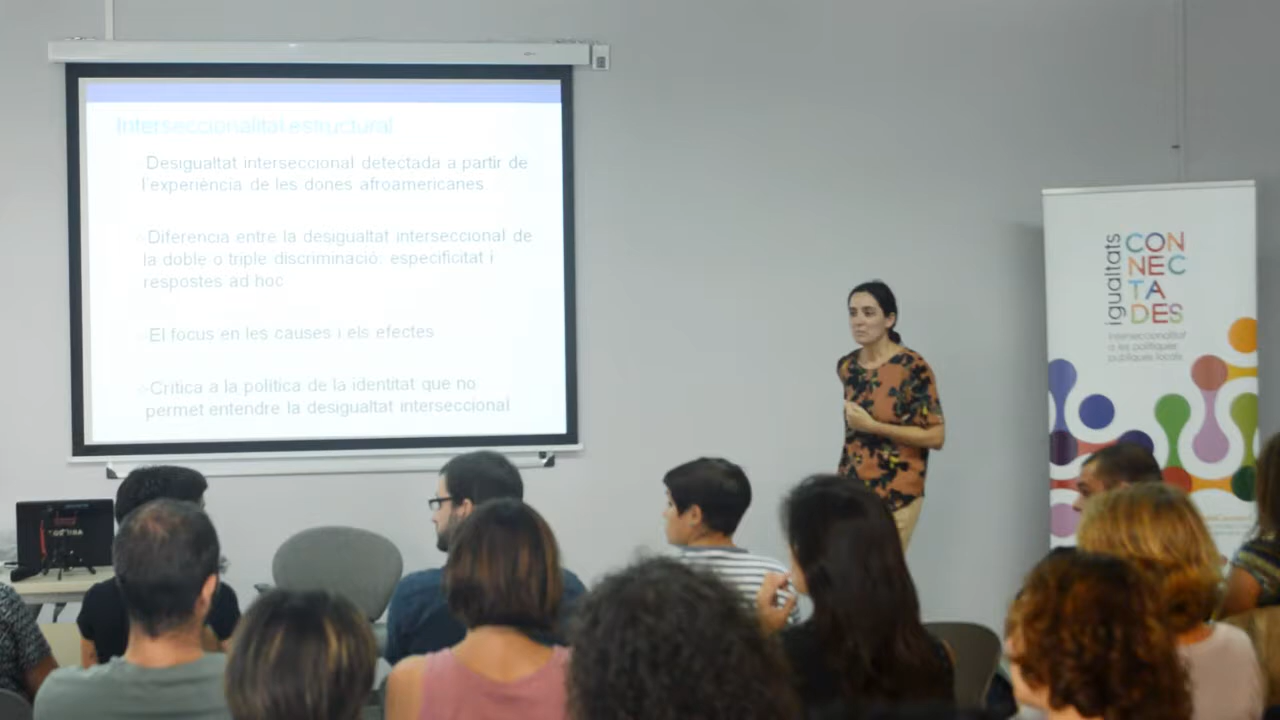 Interseccionalitat estructural
Desigualtat interseccional detectada a partir de
l'experiència de les dones afroamericanes
Diferencia entre la desigualtat interseccional de
la doble o triple discriminació: especificitat i
respostes ad hoc
El focus en les causes i els efectes
Crítica a la política de la identitat que no
permet entendre la desigualtat interseccional
igualtats
CON
NEC
TA
DES
interseccionalitat
a les polítiques
públiques locals